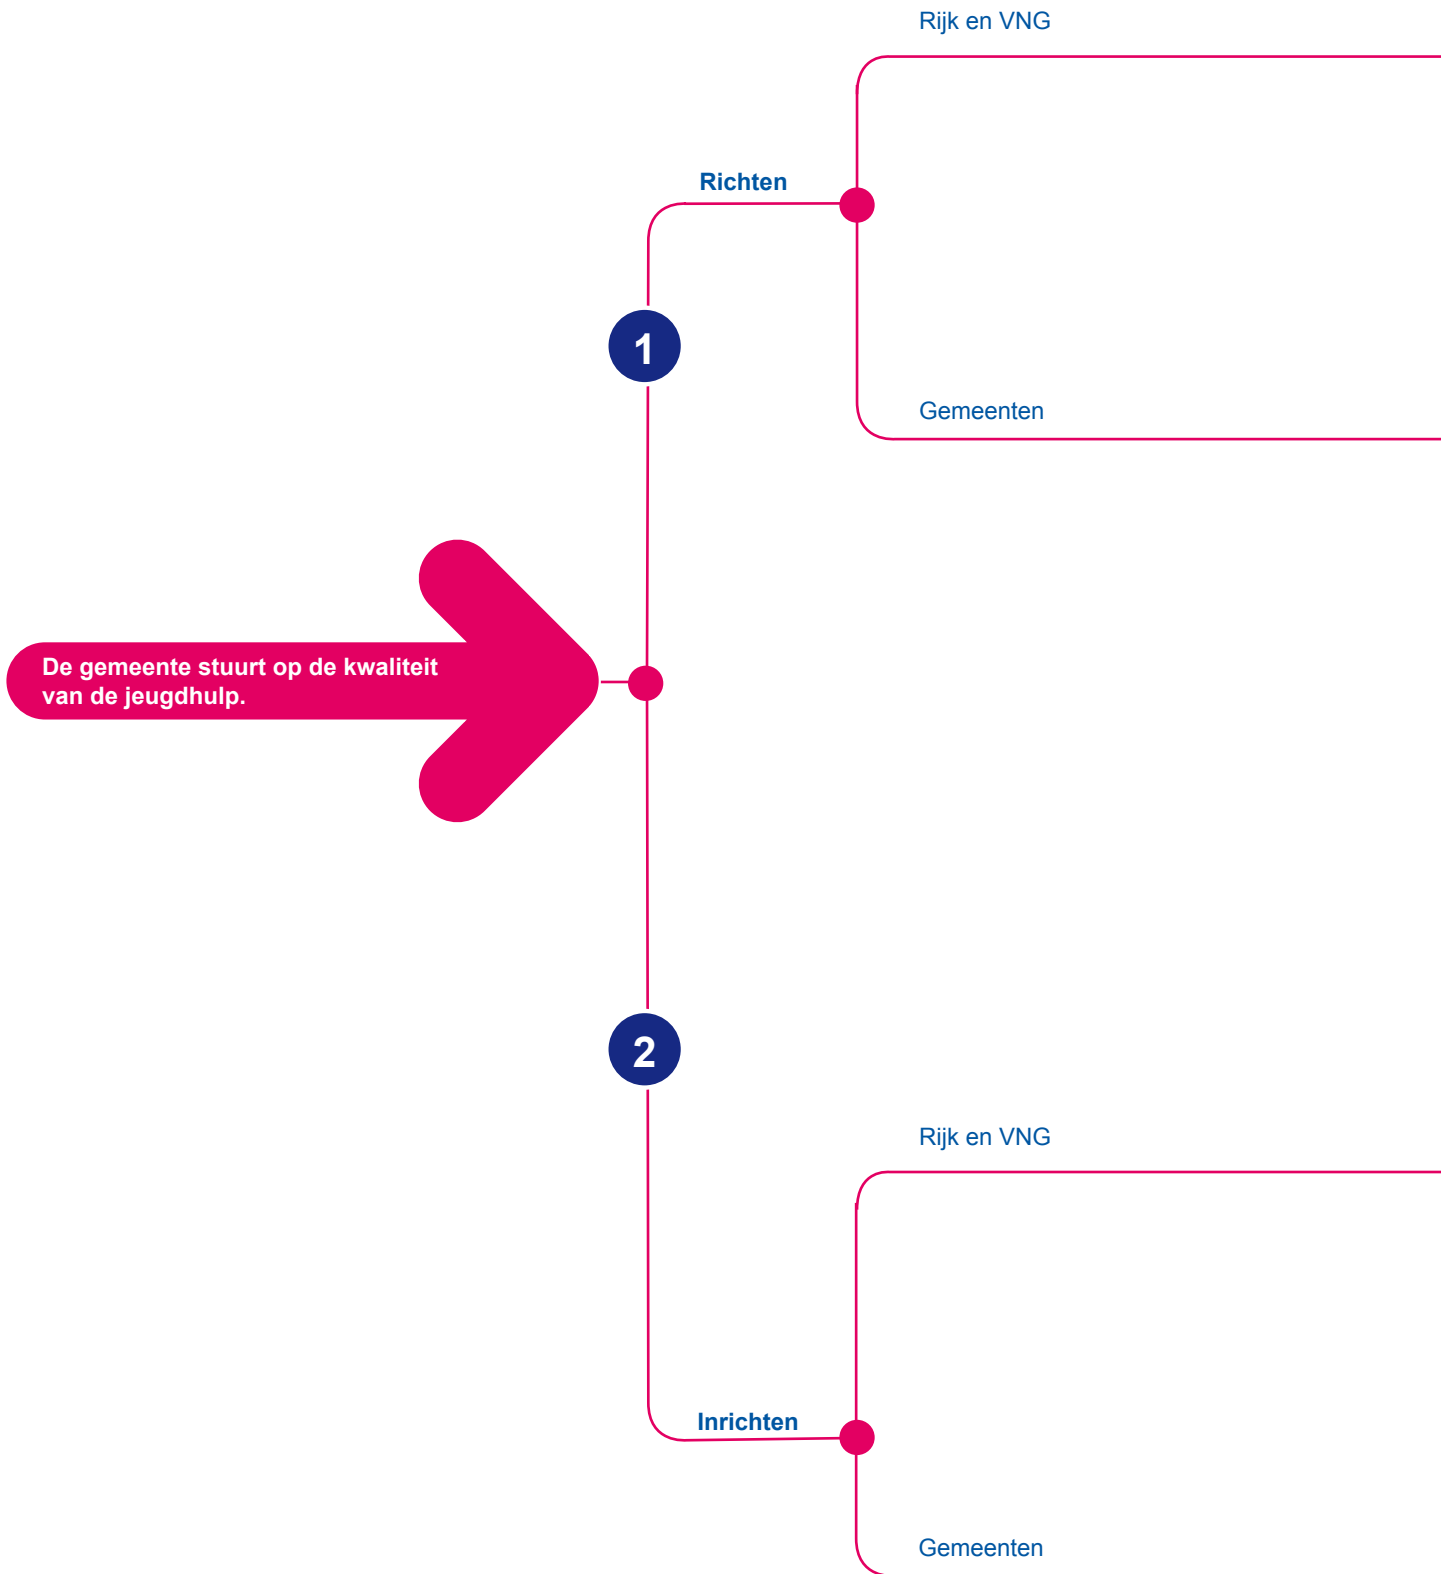 Rijk en VNG
Richten
1
Gemeenten
De gemeente stuurt op de kwaliteit
van de jeugdhulp.
2
Rijk en VNG
Inrichten
Gemeenten